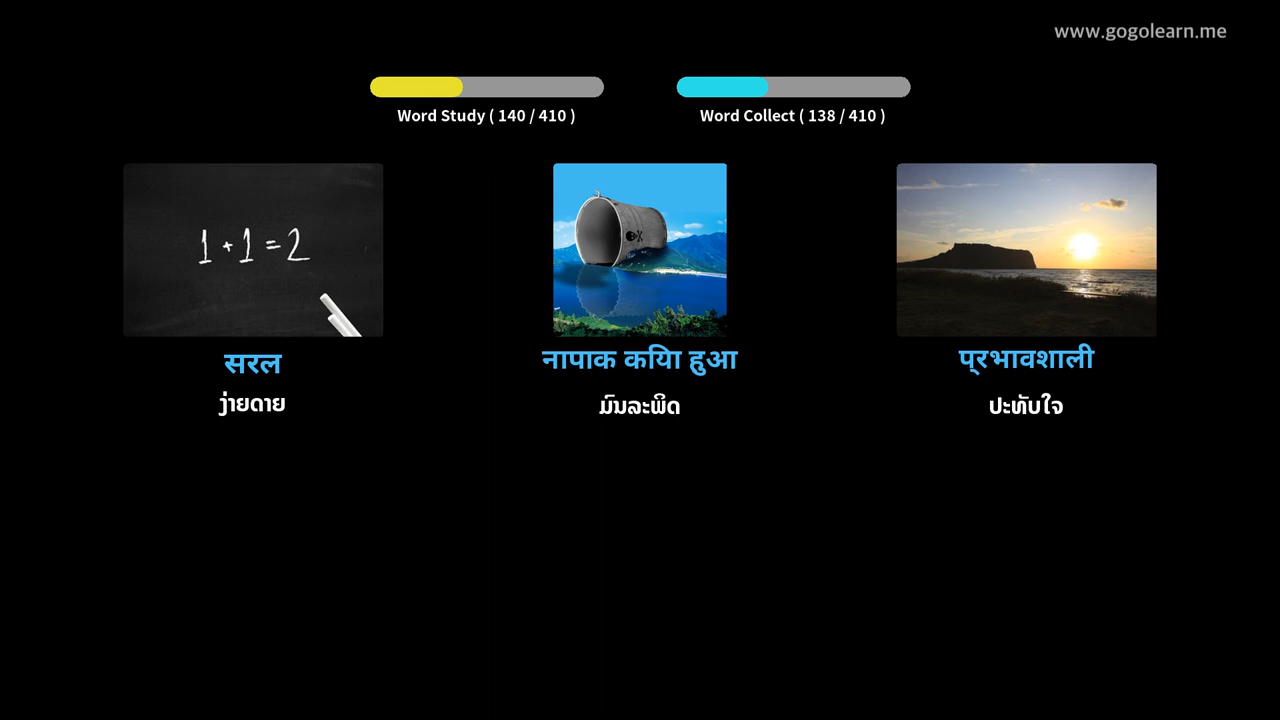 www.gogolearn.me
Word Study ( 140 / 410 )
Word Collect ( 138 / 410 )
1 + 1 = 2
सरल
नापाक कयिा हुआ
प्रभावशाली
ງ່າຍດາຍ
ມົນລະພິດ
ປະທັບໃຈ